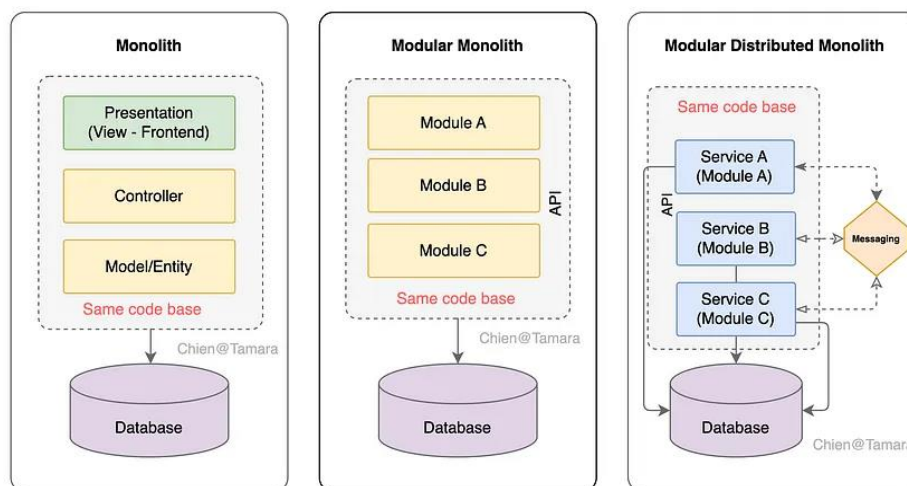 Monolith
Presentation
(View - Frontend)
Controller
Model/Entity
Same code base
Chien@Tamara
Database
Modular Monolith
Module A
Module B
Module C
API
Same code base
Chien@Tamara
Database
Modular Distributed Monolith
Same code base
Service A
(Module A)
API
Service B
(Module B)
Messaging
Service C
(Module C)
Database
Chien@Tamara